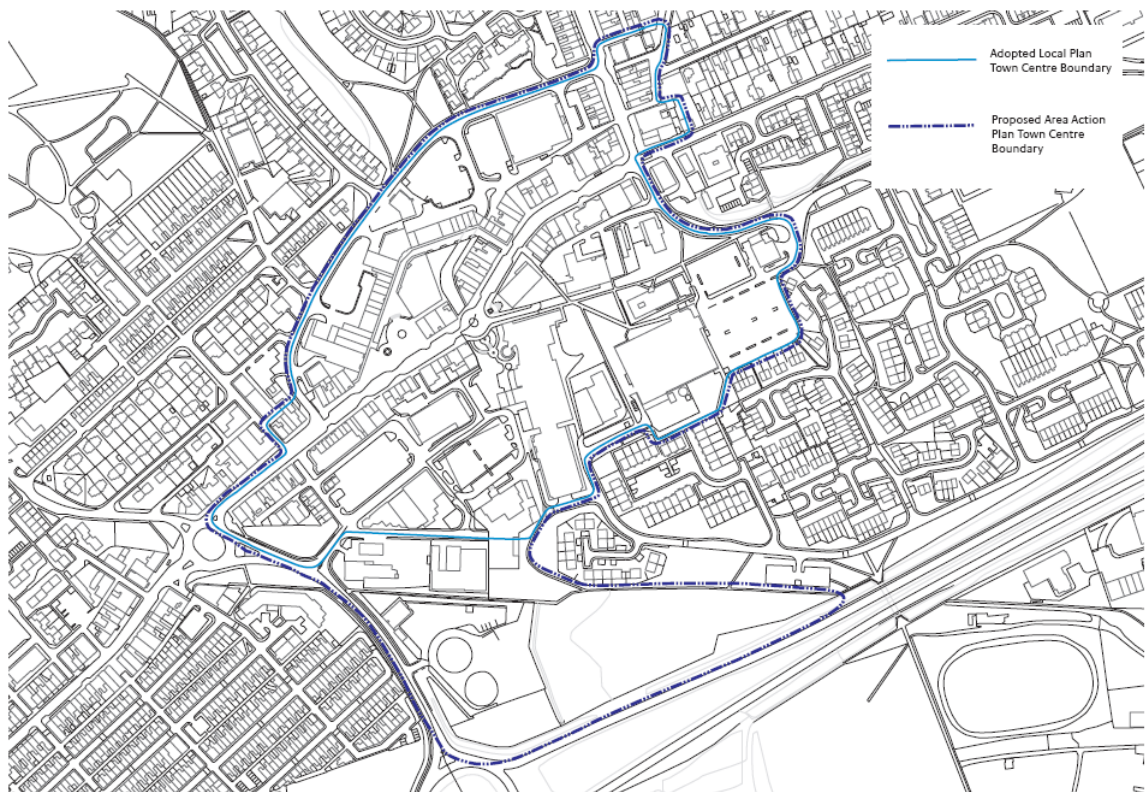 Adopted Local Plan
Town Centre Boundary
Proposed Area Action
Plan Town Centre
Boundary